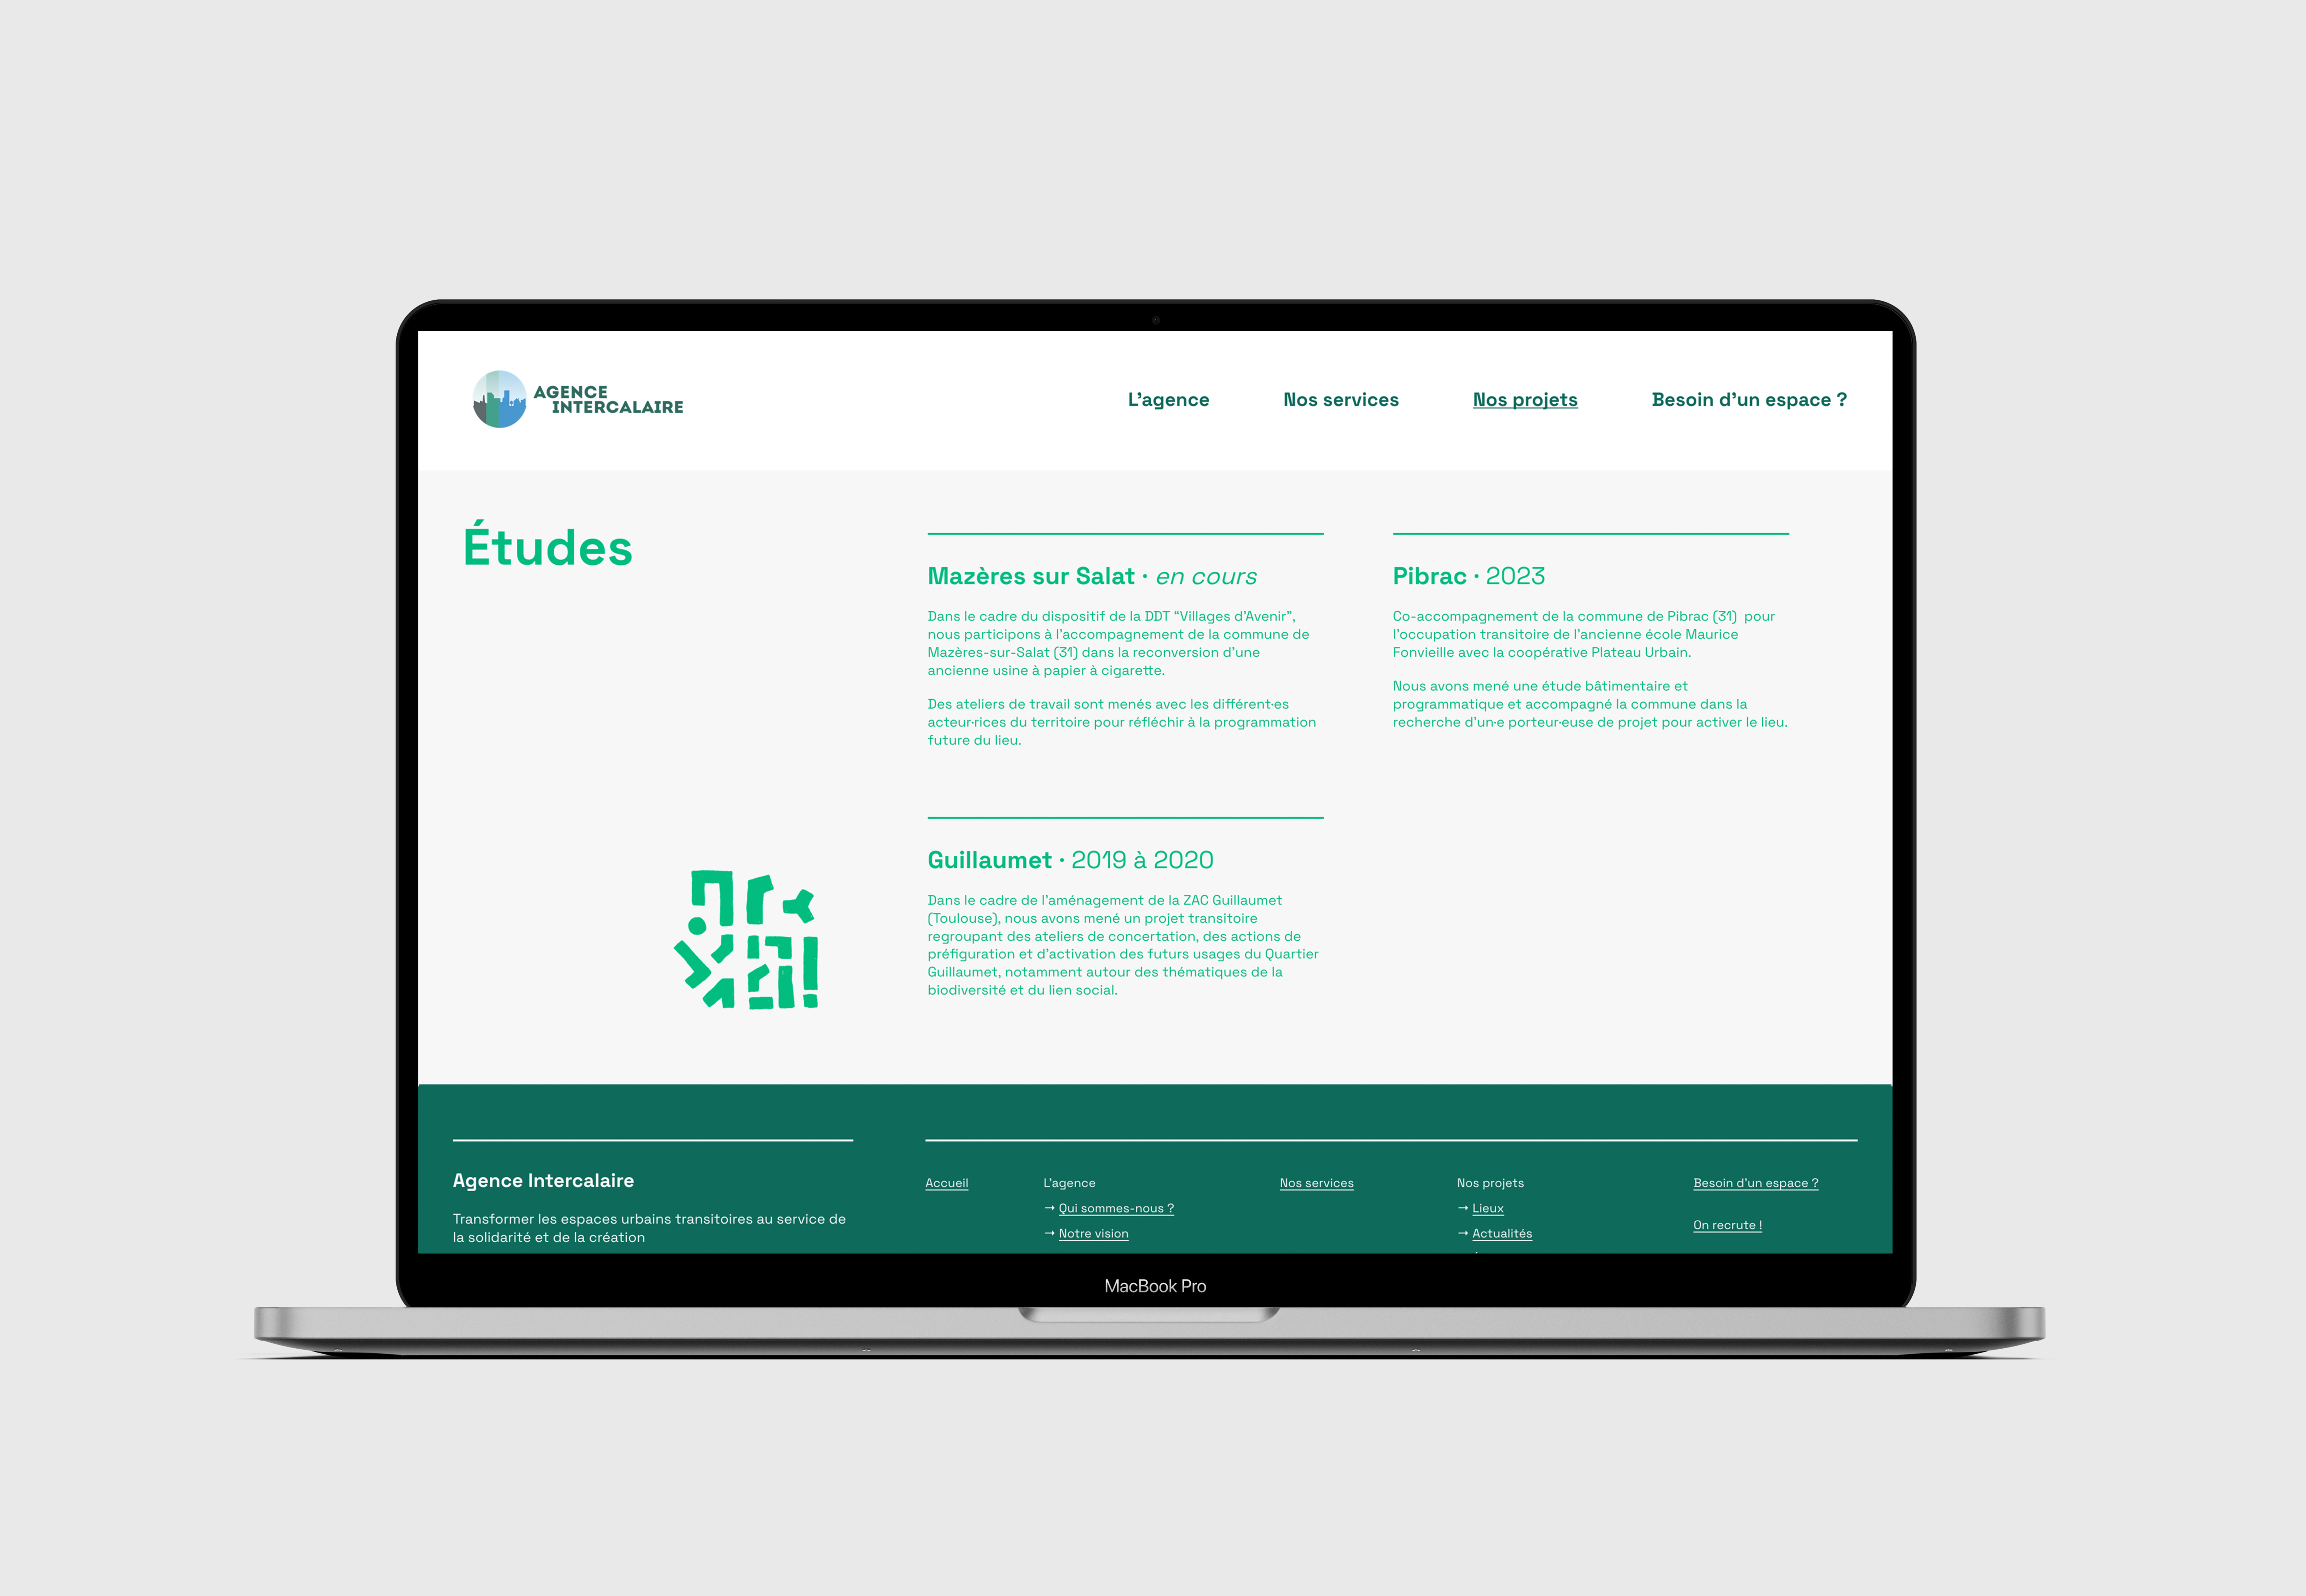 AGENCE
INTERCALAIRE
L’agence
Nos services
Nos projets
Besoin d’un espace ?
Études
Mazères sur Salat · en cours
Dans le cadre du dispositif de la DDT “Villages d’Avenir”,
nous participons à l’accompagnement de la commune de
Mazères-sur-Salat (31) dans la reconversion d’une
ancienne usine à papier à cigarette.
Des ateliers de travail sont menés avec les différent·es
acteur·rices du territoire pour réfléchir à la programmation
future du lieu.
Pibrac · 2023
Co-accompagnement de la commune de Pibrac (31)  pour
l’occupation transitoire de l’ancienne école Maurice
Fonvieille avec la coopérative Plateau Urbain.
Nous avons mené une étude bâtimentaire et
programmatique et accompagné la commune dans la
recherche d’un·e porteur·euse de projet pour activer le lieu.
Guillaumet · 2019 à 2020
Dans le cadre de l’aménagement de la ZAC Guillaumet
(Toulouse), nous avons mené un projet transitoire
regroupant des ateliers de concertation, des actions de
préfiguration et d’activation des futurs usages du Quartier
Guillaumet, notamment autour des thématiques de la
biodiversité et du lien social.
Agence Intercalaire
Transformer les espaces urbains transitoires au service de
la solidarité et de la création
Accueil
L’agence
→ Qui sommes-nous ?
→ Notre vision
Nos services
Nos projets
→ Lieux
→ Actualités
Besoin d’un espace ?
On recrute !
MacBook Pro